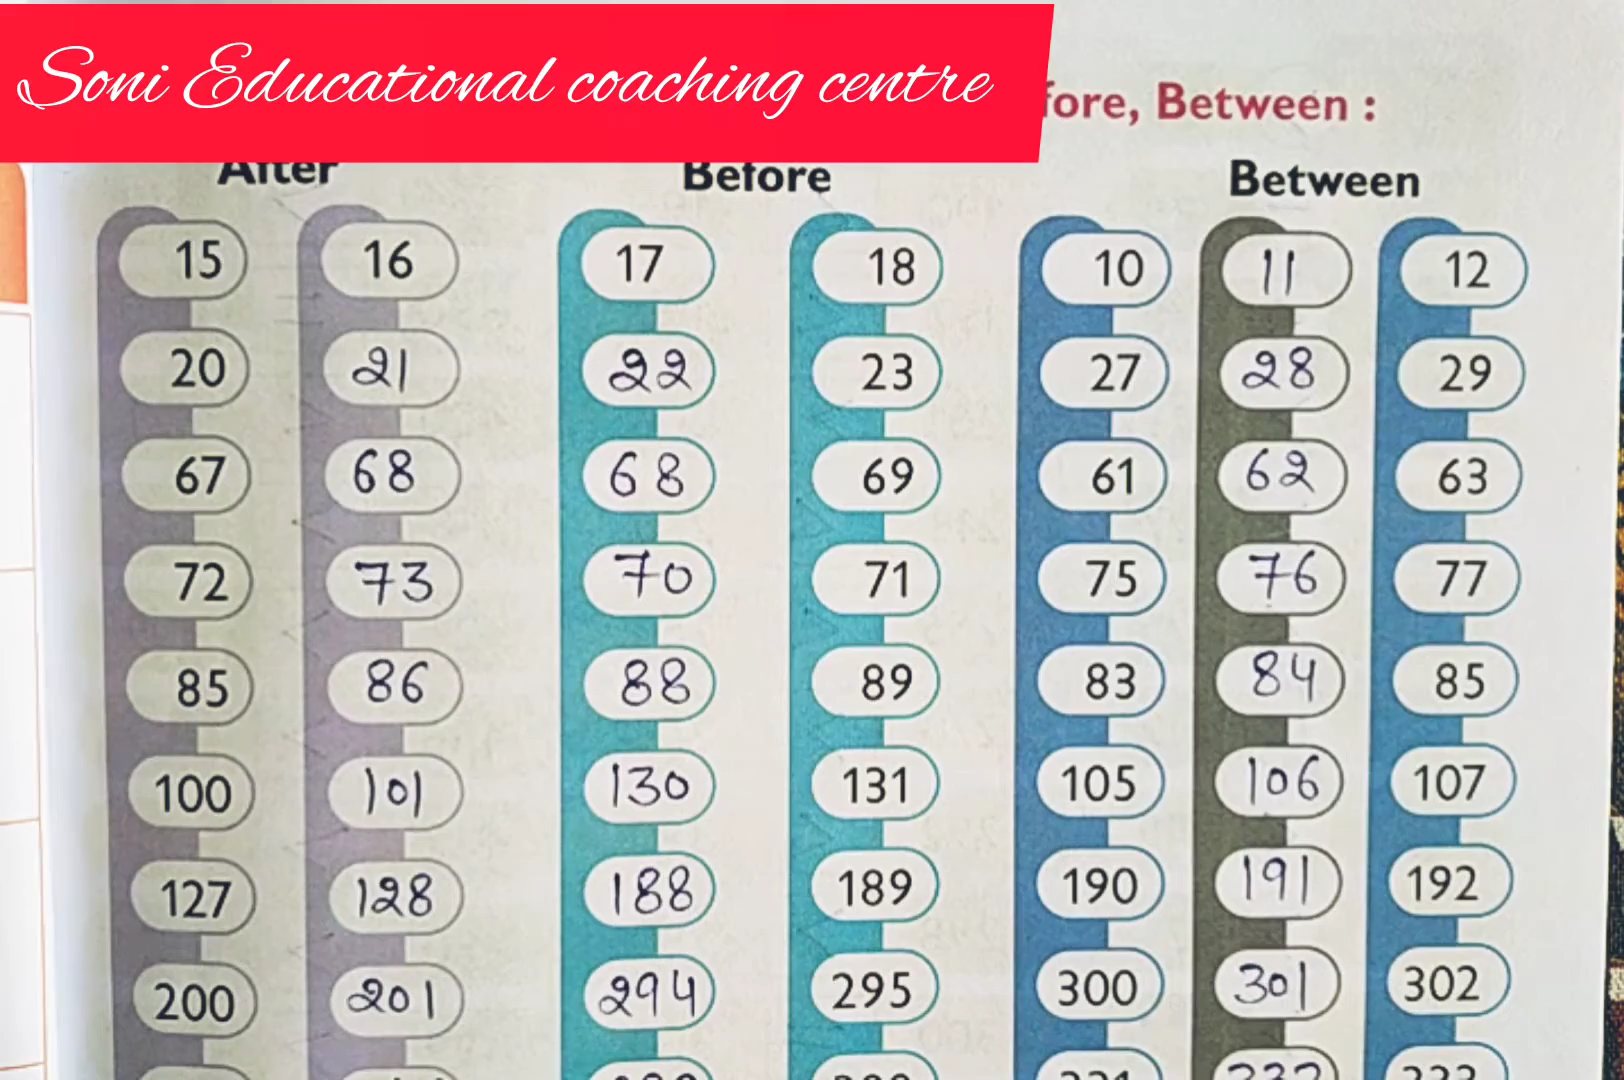 Soni Educational coaching centre
fore, Between :
After Before Between
15 16 17 18 10 11 12
20 21 22 23 27 28 29
67 68 68 69 61 62 63
72 73 70 71 75 76 77
85 86 88 89 83 84 85
100 101 130 131 105 106 107
127 128 188 189 190 191 192
200 201 294 295 300 301 302